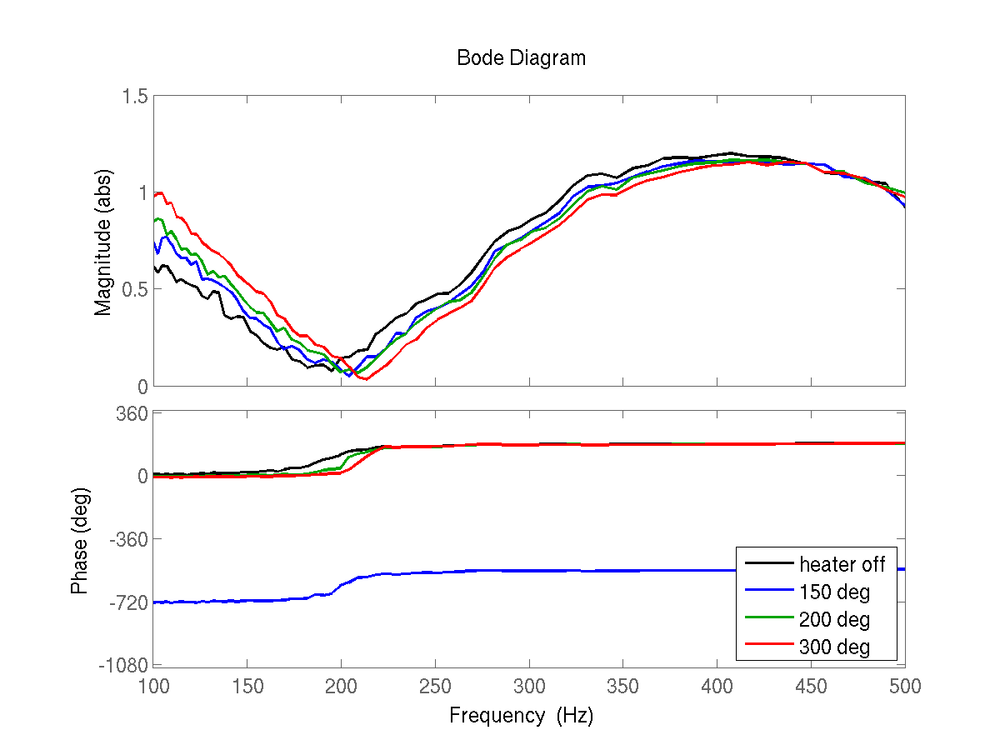 Bode Diagram
1.5
1
0.5
0
Magnitude (abs)
360
0
-360
-720
-1080
Phase (deg)
heater off
150 deg
200 deg
300 deg
100 150 200 250 300 350 400 450 500
Frequency (Hz)